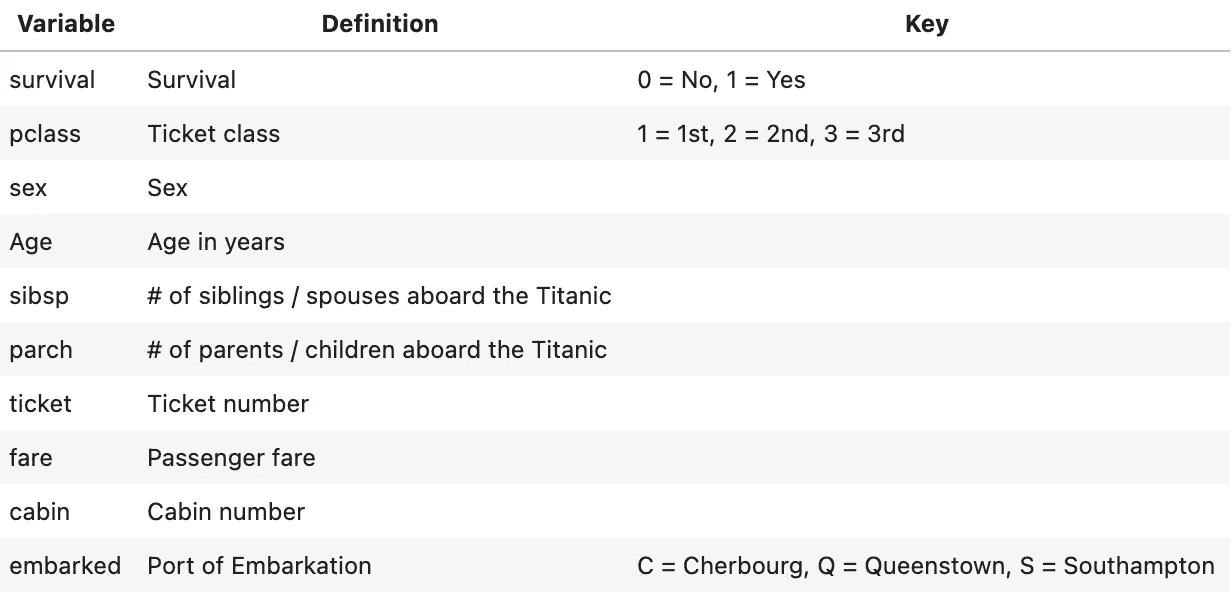 Variable Definition Key
survival Survival 0 = No, 1 = Yes
pclass Ticket class 1 = 1st, 2 = 2nd, 3 = 3rd
sex Sex
Age Age in years
sibsp # of siblings / spouses aboard the Titanic
parch # of parents / children aboard the Titanic
ticket Ticket number
fare Passenger fare
cabin Cabin number
embarked Port of Embarkation C = Cherbourg, Q = Queenstown, S = Southampton